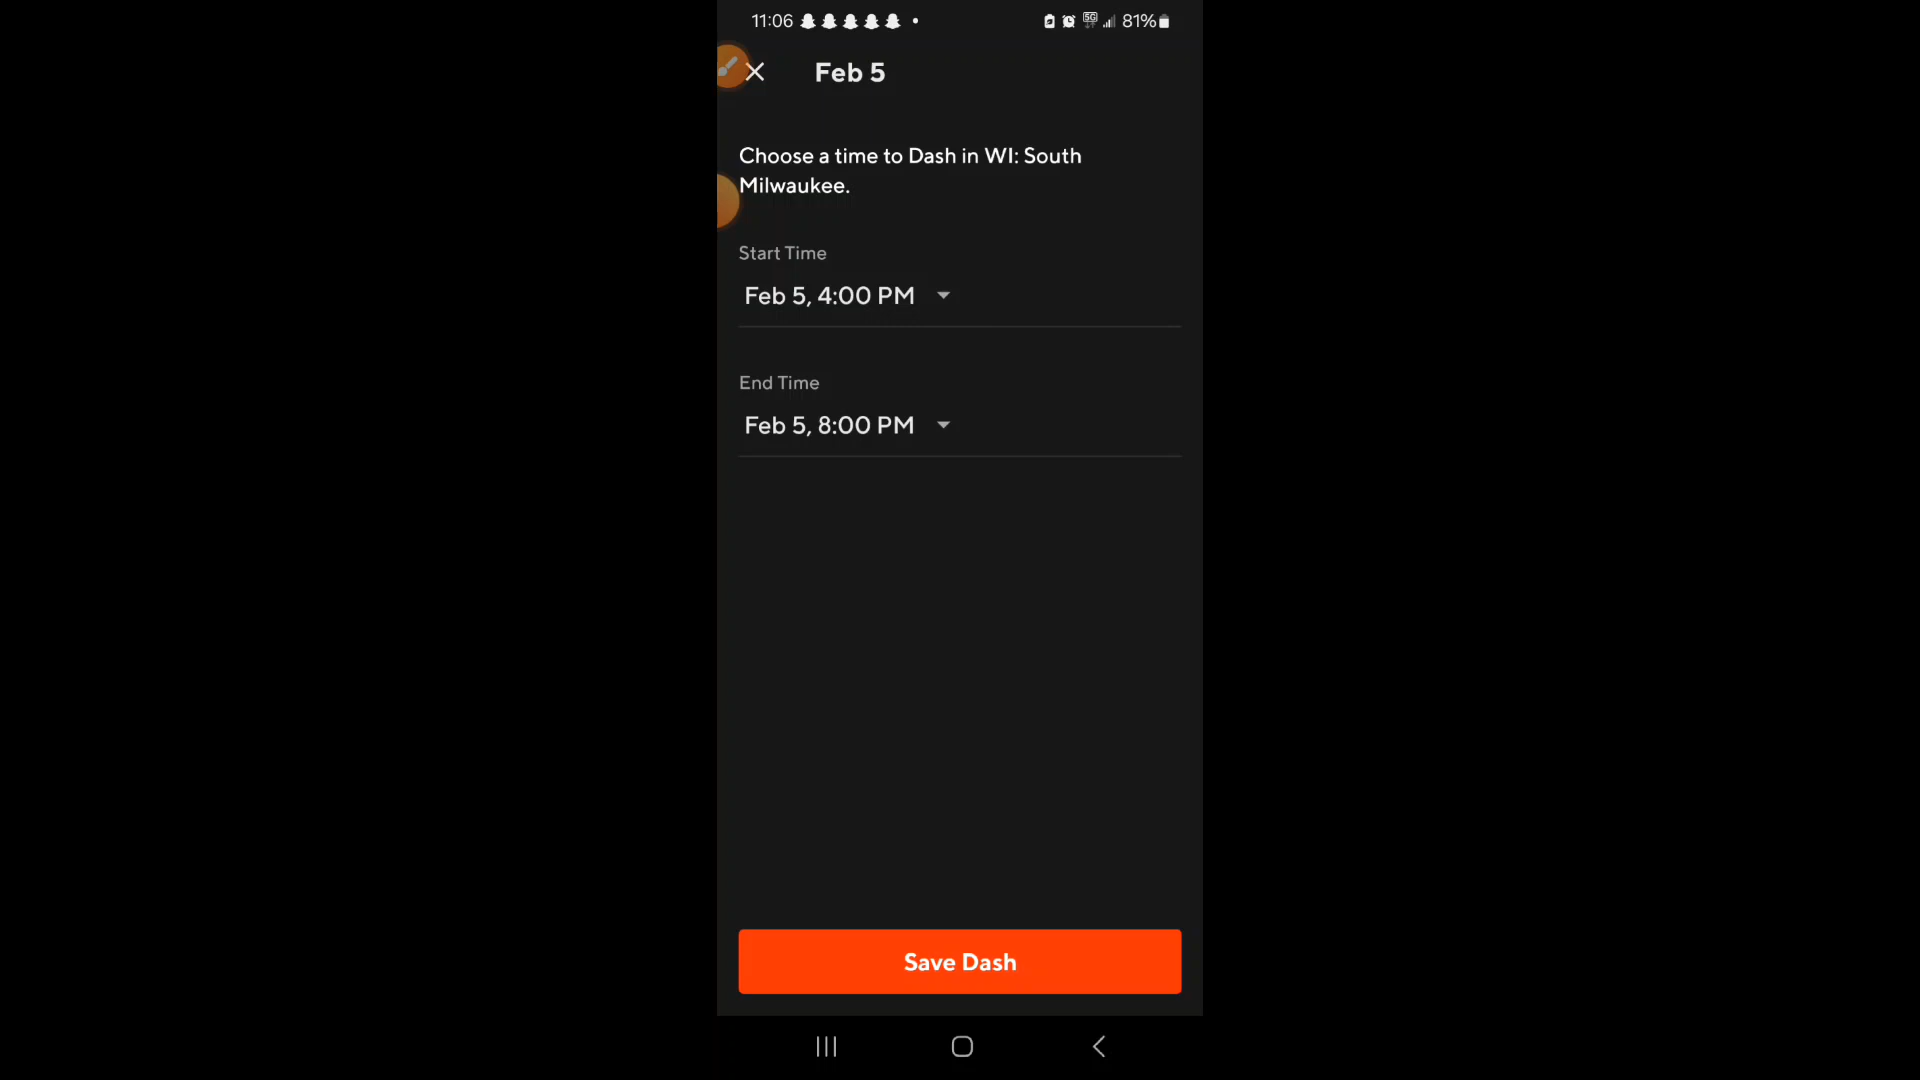 11:06
5G
81%
Feb 5
Choose a time to Dash in WI: South
Milwaukee.
Start Time
Feb 5, 4:00 PM
End Time
Feb 5, 8:00 PM
Save Dash